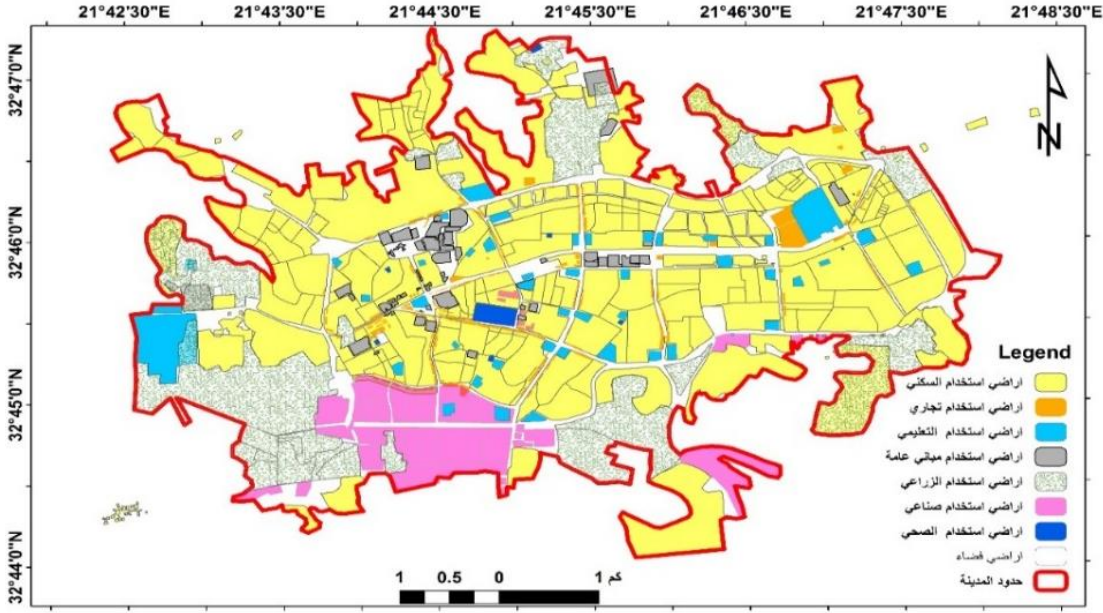 21°42'30"E 21°43'30"E 21°44'30"E 21°45'30"E 21°46'30"E 21°47'30"E 21°48'30"E
32°47'0"N
32°46'0"N
32°45'0"N
32°44'0"N
N
Legend
اراضي استخدام السكني
اراضي استخدام تجاري
اراضي استخدام التعليمي
اراضي استخدام مباني عامة
اراضي استخدام الزراعي
اراضي استخدام صناعي
اراضي استخدام الصحي
اراضي فضاء
حدود المدينة
1 0.5 0 1 كم